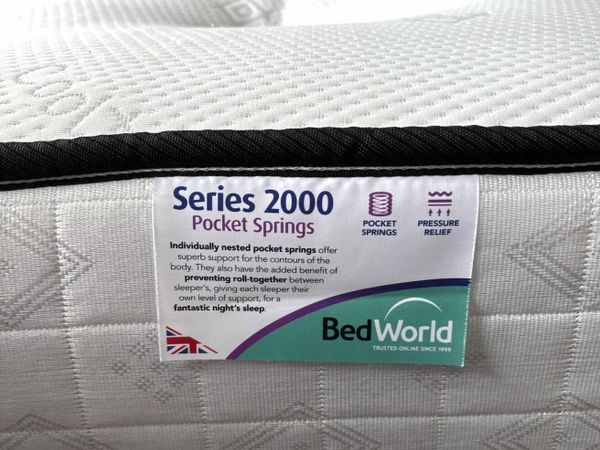 Cool
Series 2000
Pocket Springs
POCKET
SPRINGS
PRESSURE
RELIEF
Individually nested pocket springs offer
superb support for the contours of the
body. They also have the added benefit of
preventing roll-together between
sleeper's, giving each sleeper their
own level of support, for a
fantastic night's sleep.
BedWorld
TRUSTED ONLINE SINCE 1999